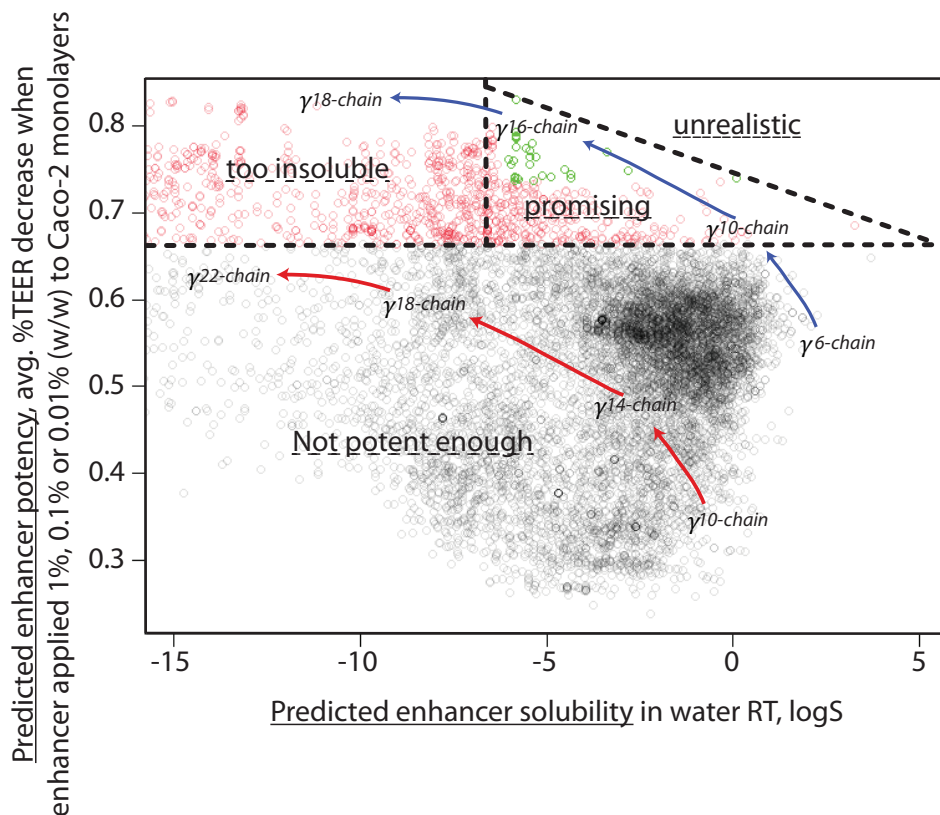 Predicted enhancer potency, avg. %TEER decrease when
enhancer applied 1%, 0.1% or 0.01% (w/w) to Caco-2 monolayers
0.8
0.7
0.6
0.5
0.4
0.3
γ18-chain
γ16-chain
unrealistic
too insoluble
promising
γ10-chain
γ22-chain
γ18-chain
γ6-chain
γ14-chain
Not potent enough
γ10-chain
-15
-10
-5
0
5
Predicted enhancer solubility in water RT, logS